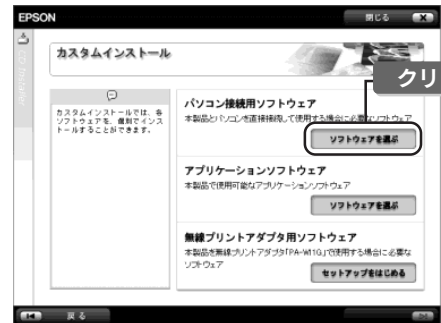 EPSON
閉じる
カスタムインストール
クリ
カスタムインストールでは、各
ソフトウェアを、個別でインス
トールすることができます。
パソコン接続用ソフトウェア
本製品とパソコンを直接接続して使用する場合に必要なソフトウェア
ソフトウェアを選ぶ
アプリケーションソフトウェア
本製品で使用可能なアプリケーションソフトウェア
ソフトウェアを選ぶ
無線プリントアダプタ用ソフトウェア
本製品を無線プリントアダプタ「PA-W11G」で使用する場合に必要な
ソフトウェア
セットアップをはじめる
戻る